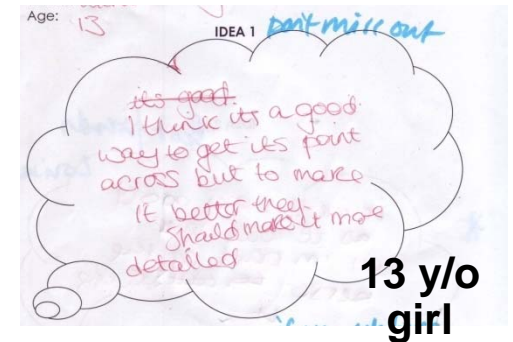 Age:
13
IDEA 1 Don't miss out
its good.
I think its a good
way to get its point
across but to make
it better they
should make it more
detailed
13 y/o
girl